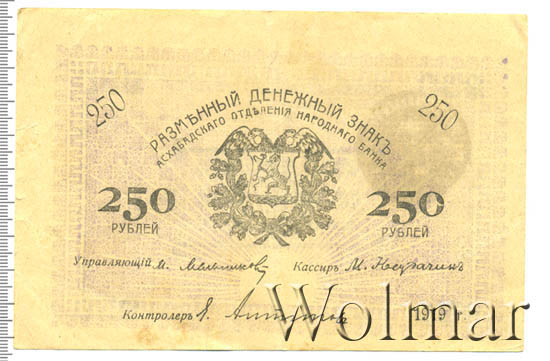 250 250
РАЗМѢННЫЙ ДЕНЕЖНЫЙ ЗНАКЪ
АСХАБАДСКАГО ОТДѢЛЕНІЯ НАРОДНАГО БАНКА
250 250
РУБЛЕЙ РУБЛЕЙ
Управляющій Кассиръ
Контролеръ 1919 г.
Wolmar